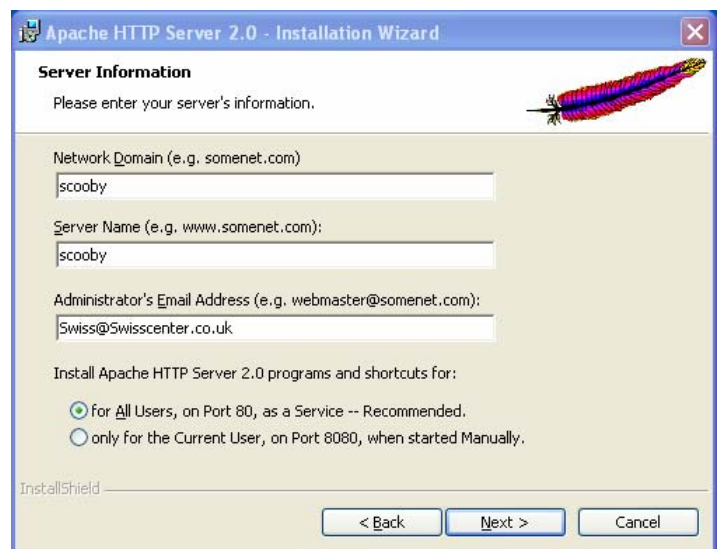 Apache HTTP Server 2.0 - Installation Wizard
Server Information
Please enter your server's information.
Network Domain (e.g. somenet.com)
scooby
Server Name (e.g. www.somenet.com):
scooby
Administrator's Email Address (e.g. webmaster@somenet.com):
Swiss@Swisscenter.co.uk
Install Apache HTTP Server 2.0 programs and shortcuts for:
for All Users, on Port 80, as a Service -- Recommended.
only for the Current User, on Port 8080, when started Manually.
InstallShield
< Back Next > Cancel